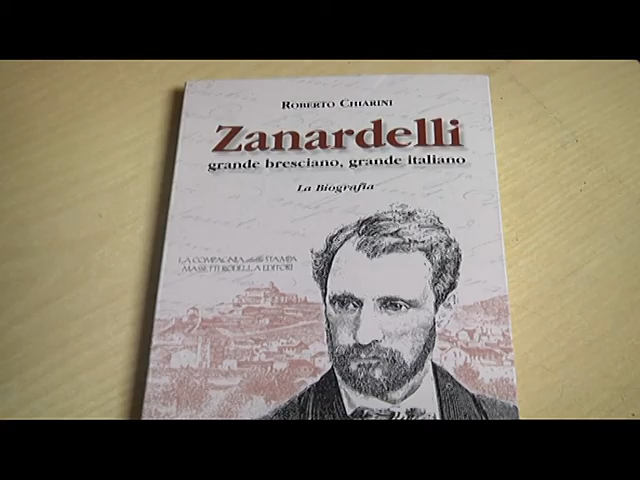 ROBERTO CHIARINI
Zanardelli
grande bresciano, grande italiano
La Biografia
LA COMPAGNIA della STAMPA
MASSETTI RODELLA EDITORI